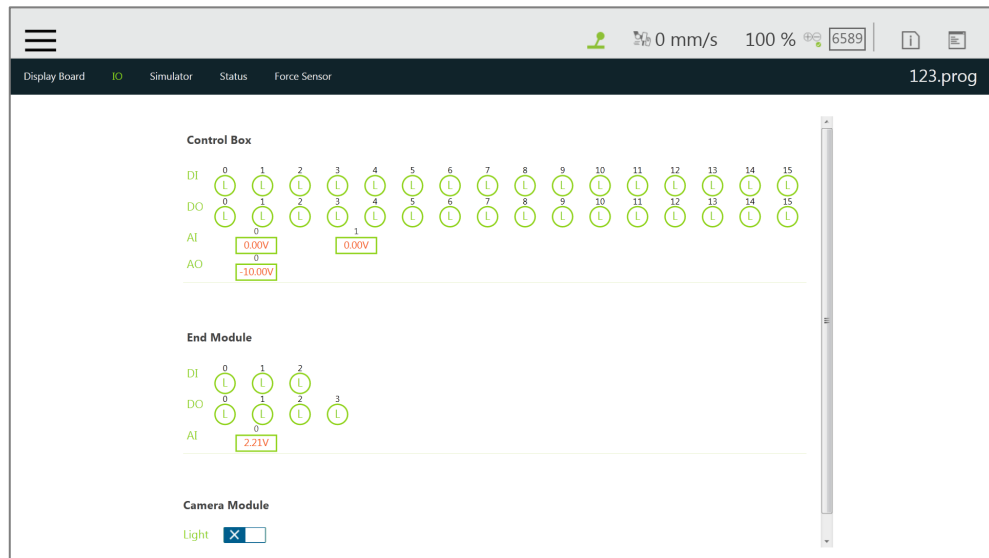 0 mm/s 100 % 6589
Display Board IO Simulator Status Force Sensor 123.prog
Control Box
0 1 2 3 4 5 6 7 8 9 10 11 12 13 14 15
DI L L L L L L L L L L L L L L L L
0 1 2 3 4 5 6 7 8 9 10 11 12 13 14 15
DO L L L L L L L L L L L L L L L L
0 1
AI 0.00V 0.00V
0
AO -10.00V
End Module
0 1 2
DI L L L
0 1 2 3
DO L L L L
0
AI 2.21V
Camera Module
Light